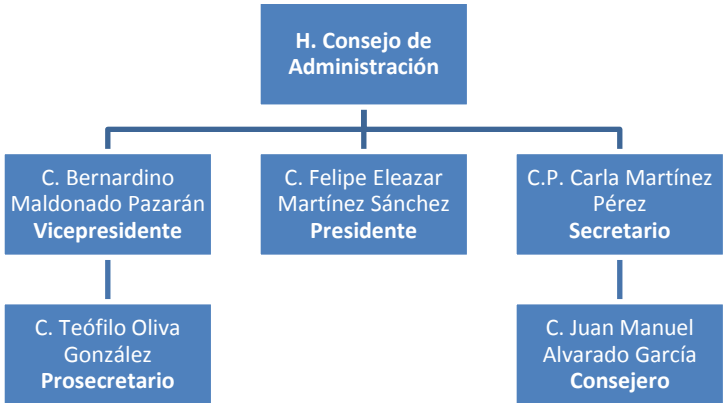 H. Consejo de
Administración
C. Bernardino
Maldonado Pazarán
Vicepresidente
C. Felipe Eleazar
Martínez Sánchez
Presidente
C.P. Carla Martínez
Pérez
Secretario
C. Teófilo Oliva
González
Prosecretario
C. Juan Manuel
Alvarado García
Consejero